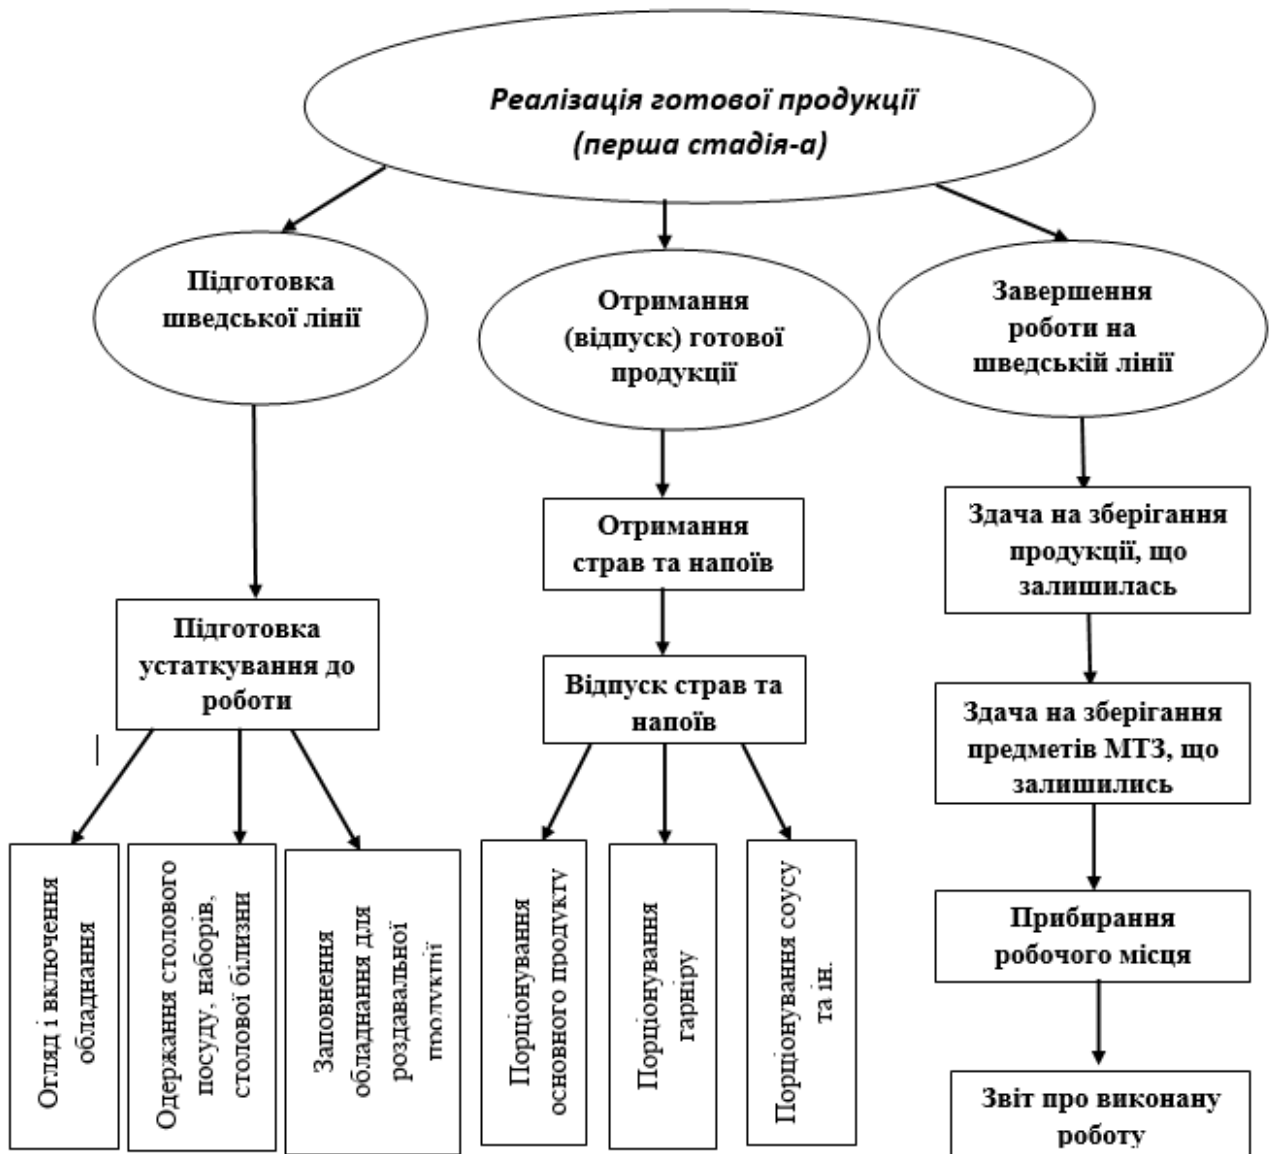 Реалізація готової продукції
(перша стадія-а)
Підготовка
шведської лінії
Отримання
(відпуск) готової
продукції
Завершення
роботи на
шведській лінії
Підготовка
устаткування до
роботи
Отримання
страв та напоїв
Відпуск страв та
напоїв
Здача на зберігання
продукції, що
залишилась
Здача на зберігання
предметів МТЗ, що
залишились
Прибирання
робочого місця
Звіт про виконану
роботу
Огляд і включення
обладнання
Одержання столового
посуду, наборів,
столової білизни
Заповнення
обладнання для
роздавальної
продукції
Порціонування
основного продукту
Порціонування
гарніру
Порціонування соусу
та ін.